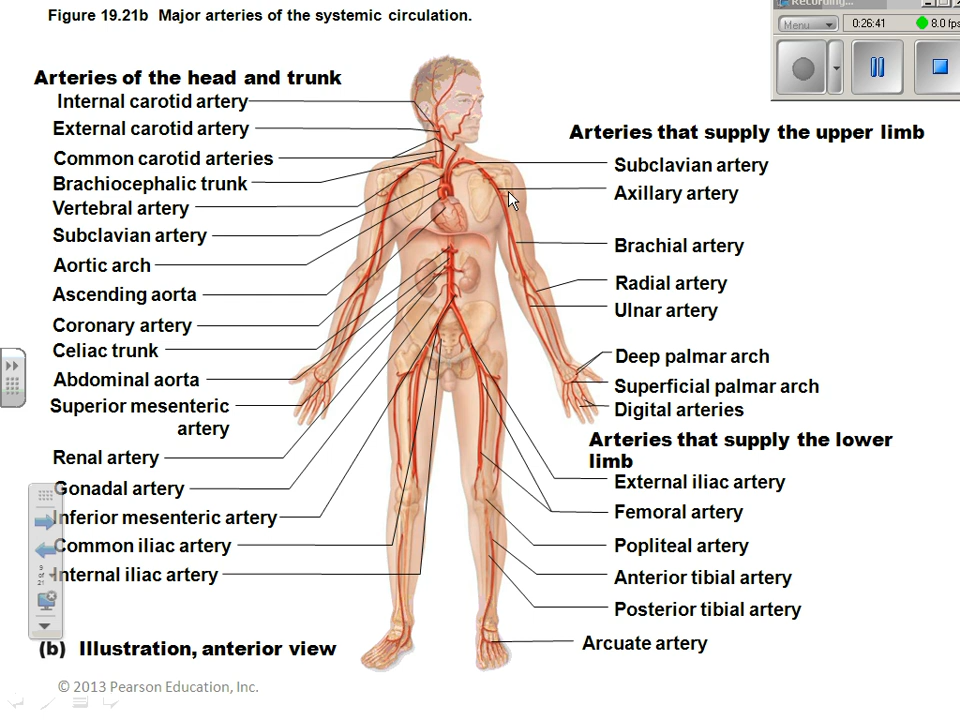 Figure 19.21b Major arteries of the systemic circulation.
Recording...
Menu
0:26:41
8.0 fps
Arteries of the head and trunk
Internal carotid artery
External carotid artery
Common carotid arteries
Brachiocephalic trunk
Vertebral artery
Subclavian artery
Aortic arch
Ascending aorta
Coronary artery
Celiac trunk
Abdominal aorta
Superior mesenteric
artery
Renal artery
Gonadal artery
Inferior mesenteric artery
Common iliac artery
Internal iliac artery
Arteries that supply the upper limb
Subclavian artery
Axillary artery
Brachial artery
Radial artery
Ulnar artery
Deep palmar arch
Superficial palmar arch
Digital arteries
Arteries that supply the lower
limb
External iliac artery
Femoral artery
Popliteal artery
Anterior tibial artery
Posterior tibial artery
Arcuate artery
of
21
(b) Illustration, anterior view
© 2013 Pearson Education, Inc.